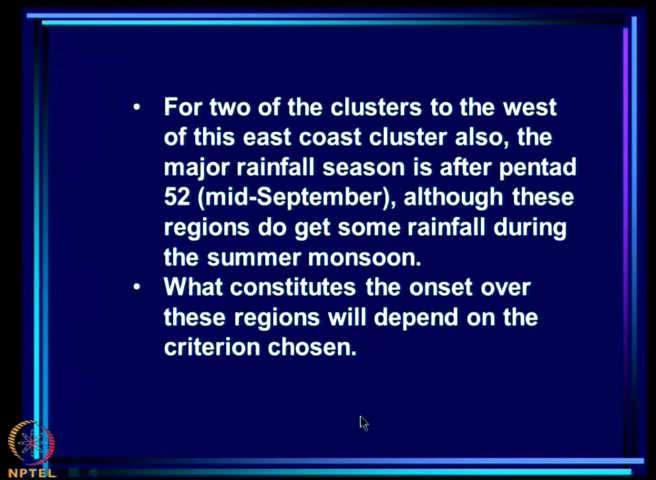 • For two of the clusters to the west
of this east coast cluster also, the
major rainfall season is after pentad
52 (mid-September), although these
regions do get some rainfall during
the summer monsoon.
• What constitutes the onset over
these regions will depend on the
criterion chosen.
NPTEL